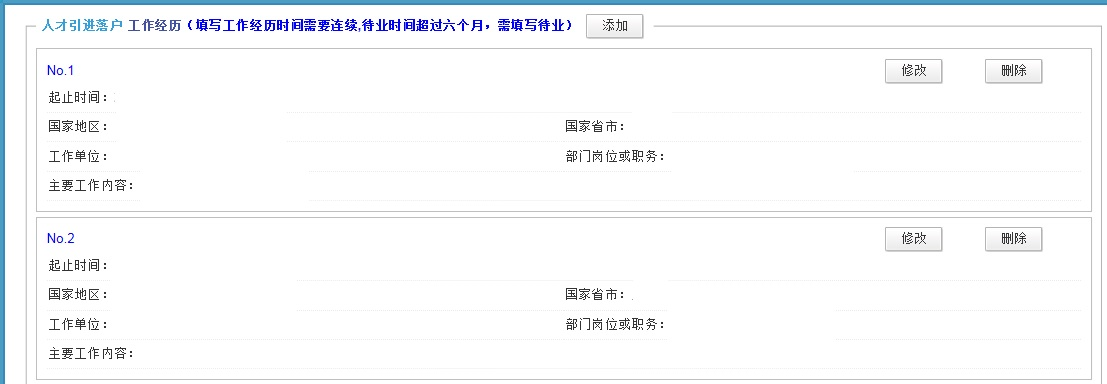 人才引进落户 工作经历（填写工作经历时间需要连续,待业时间超过六个月，需填写待业） 添加
No.1 修改 删除
起止时间：
国家地区： 国家省市：
工作单位： 部门岗位或职务：
主要工作内容：
No.2 修改 删除
起止时间：
国家地区： 国家省市：
工作单位： 部门岗位或职务：
主要工作内容：